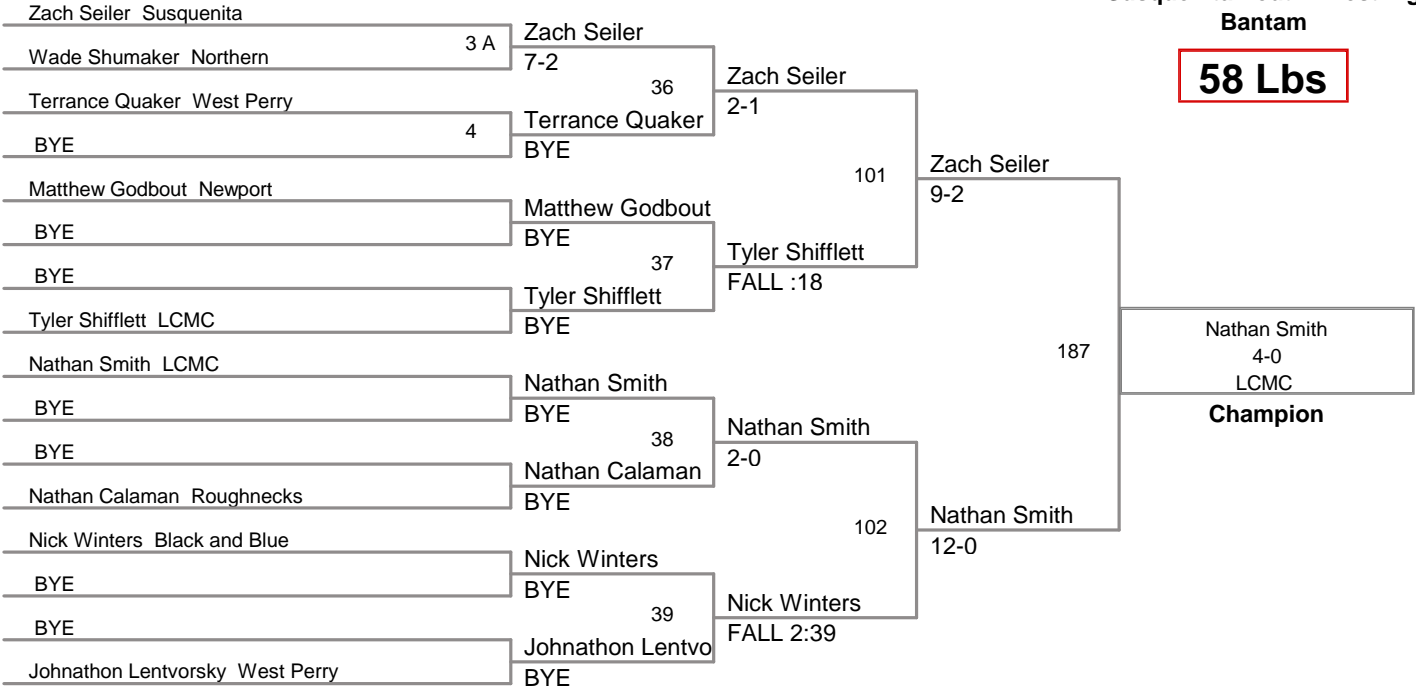 Bantam
58 Lbs
Zach Seiler Susquenita
Wade Shumaker Northern
Terrance Quaker West Perry
BYE
Matthew Godbout Newport
BYE
BYE
Tyler Shifflett LCMC
Nathan Smith LCMC
BYE
BYE
Nathan Calaman Roughnecks
Nick Winters Black and Blue
BYE
BYE
Johnathon Lentvorsky West Perry
3 A
4
Zach Seiler
7-2
Terrance Quaker
BYE
Matthew Godbout
BYE
Tyler Shifflett
BYE
Nathan Smith
BYE
Nathan Calaman
BYE
Nick Winters
BYE
Johnathon Lentvo
BYE
36
37
38
39
Zach Seiler
2-1
Tyler Shifflett
FALL :18
Nathan Smith
2-0
Nick Winters
FALL 2:39
101
102
Zach Seiler
9-2
Nathan Smith
12-0
187
Nathan Smith
4-0
LCMC
Champion